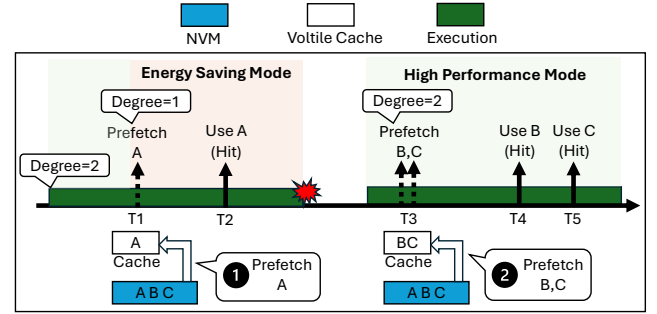 NVM
Voltile Cache
Execution
Energy Saving Mode
High Performance Mode
Degree=1
Degree=2
Prefetch
A
Use A
(Hit)
Prefetch
B,C
Use B
(Hit)
Use C
(Hit)
Degree=2
T1
T2
T3
T4
T5
A
Cache
1
Prefetch
A
A B C
BC
Cache
2
Prefetch
B,C
A B C